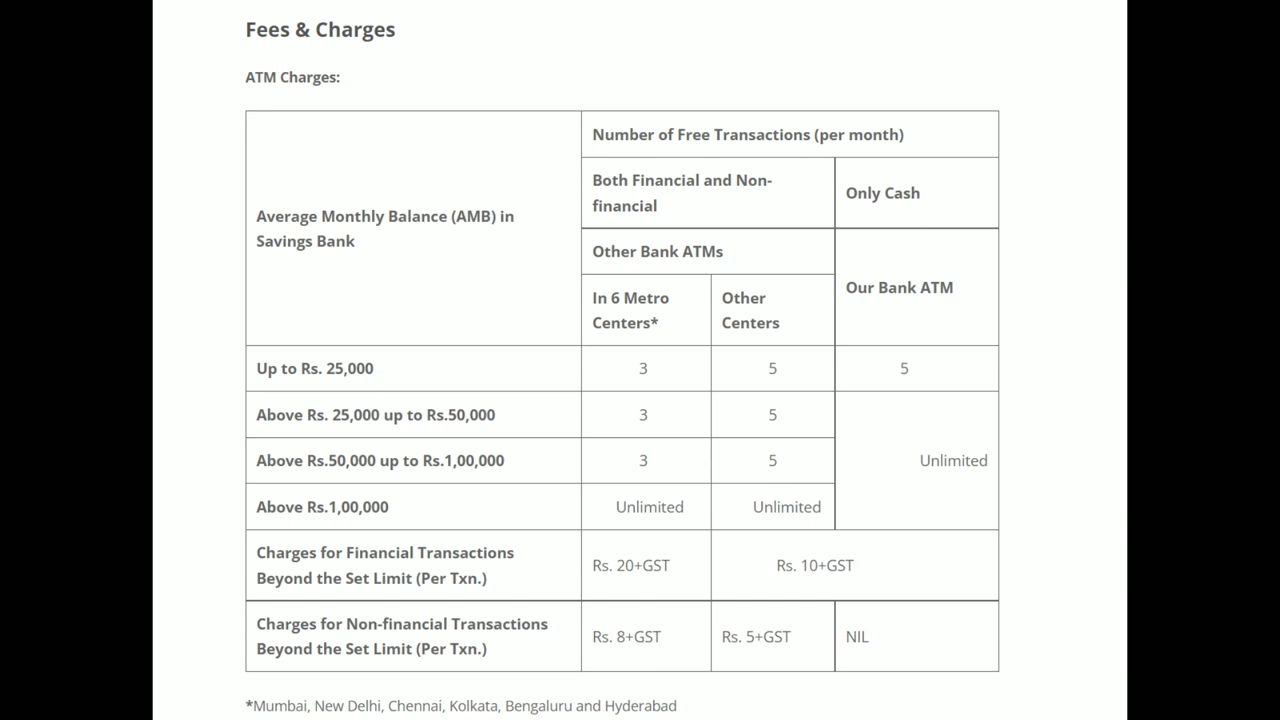 Fees & Charges
ATM Charges:
Average Monthly Balance (AMB) in
Savings Bank
Number of Free Transactions (per month)
Both Financial and Non-
financial
Only Cash
Other Bank ATMs
Our Bank ATM
In 6 Metro
Centers*
Other
Centers
Up to Rs. 25,000 3 5 5
Above Rs. 25,000 up to Rs.50,000 3 5
Above Rs.50,000 up to Rs.1,00,000 3 5 Unlimited
Above Rs.1,00,000 Unlimited Unlimited
Charges for Financial Transactions
Beyond the Set Limit (Per Txn.)
Rs. 20+GST Rs. 10+GST
Charges for Non-financial Transactions
Beyond the Set Limit (Per Txn.)
Rs. 8+GST Rs. 5+GST NIL
*Mumbai, New Delhi, Chennai, Kolkata, Bengaluru and Hyderabad